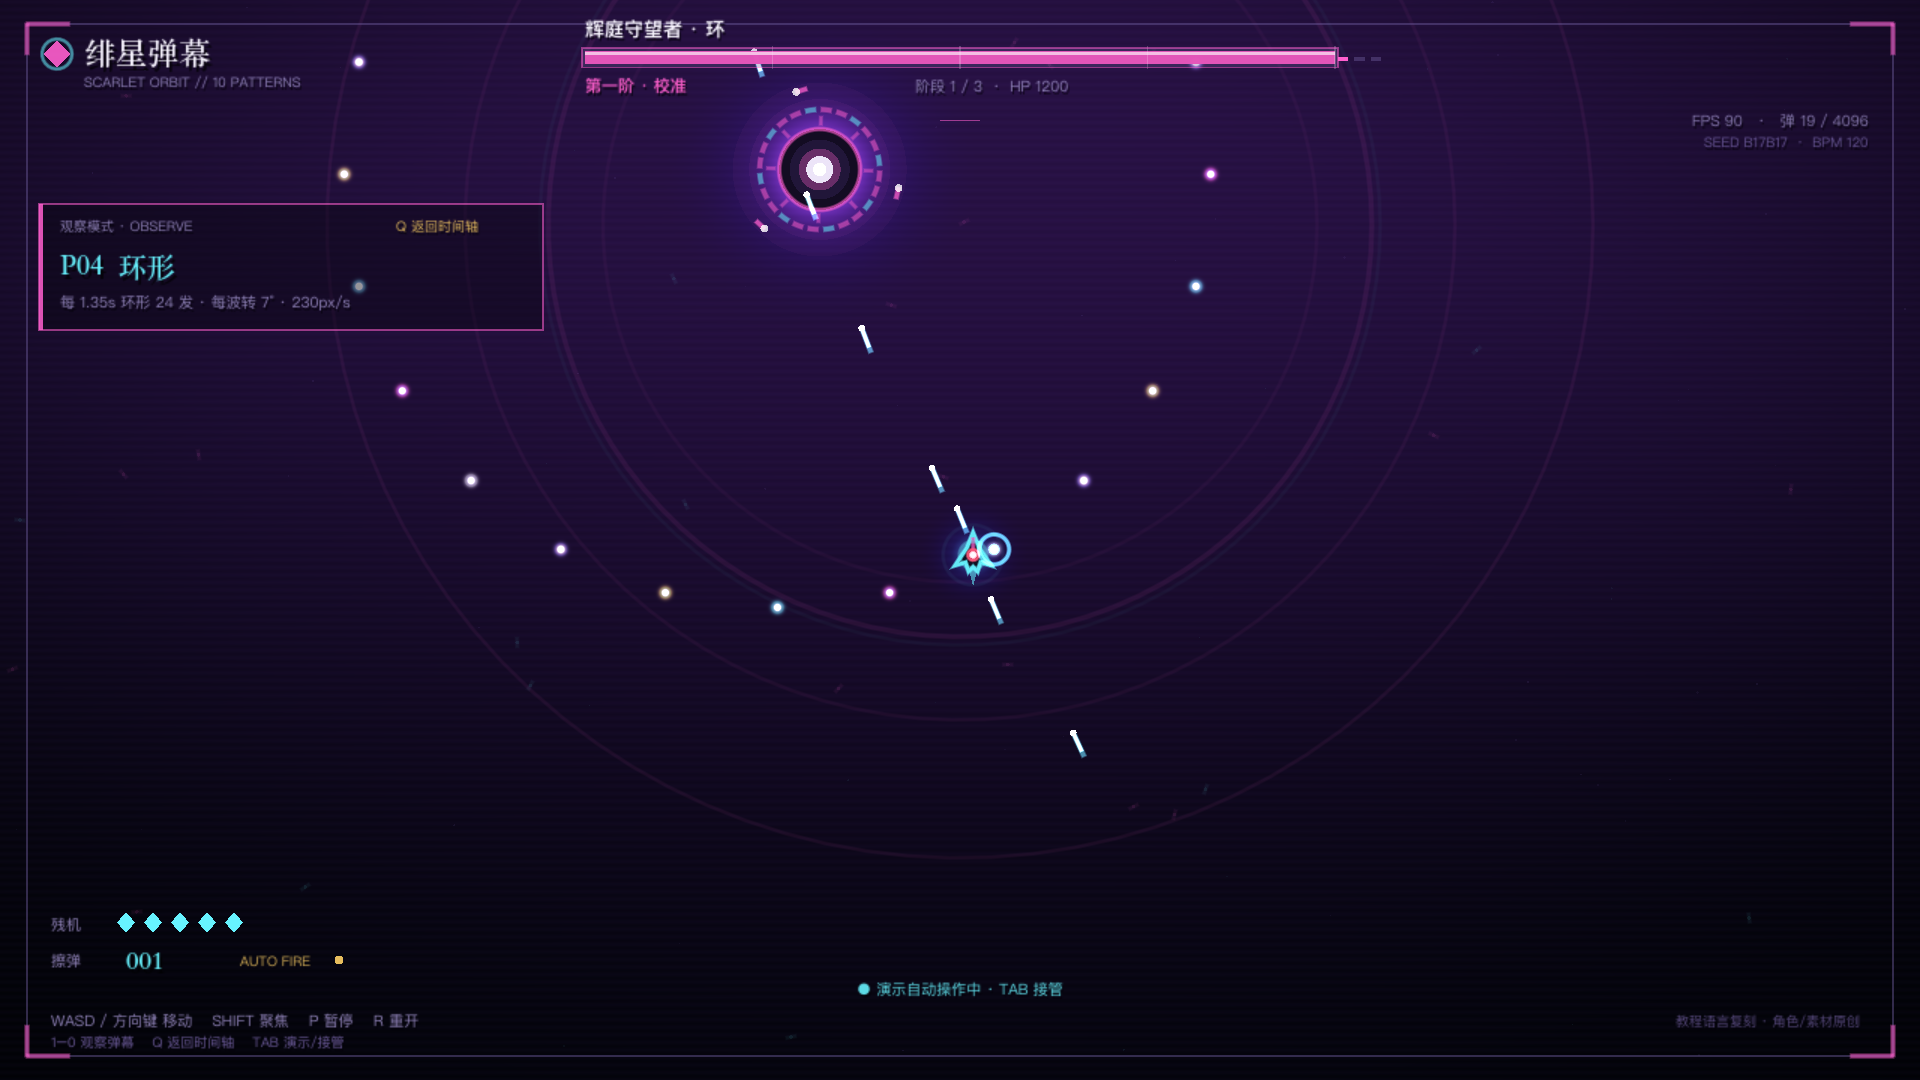 辉庭守望者 · 环
绯星弹幕
SCARLET ORBIT // 10 PATTERNS
第一阶 · 校准
阶段 1 / 3 · HP 1200
FPS 90 · 弹 19 / 4096
SEED B17B17 · BPM 120
观察模式 · OBSERVE
Q 返回时间轴
P04 环形
每 1.35s 环形 24 发 · 每波转 7° · 230px/s
残机
擦弹 001 AUTO FIRE
演示自动操作中 · TAB 接管
WASD / 方向键 移动 SHIFT 聚焦 P 暂停 R 重开
1—0 观察弹幕 Q 返回时间轴 TAB 演示/接管
教程语言复刻 · 角色/素材原创